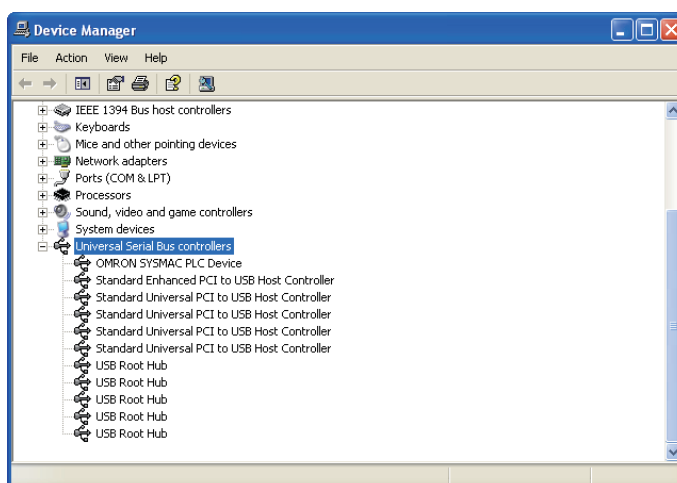 Device Manager
File Action View Help
IEEE 1394 Bus host controllers
Keyboards
Mice and other pointing devices
Network adapters
Ports (COM & LPT)
Processors
Sound, video and game controllers
System devices
Universal Serial Bus controllers
OMRON SYSMAC PLC Device
Standard Enhanced PCI to USB Host Controller
Standard Universal PCI to USB Host Controller
Standard Universal PCI to USB Host Controller
Standard Universal PCI to USB Host Controller
Standard Universal PCI to USB Host Controller
USB Root Hub
USB Root Hub
USB Root Hub
USB Root Hub
USB Root Hub